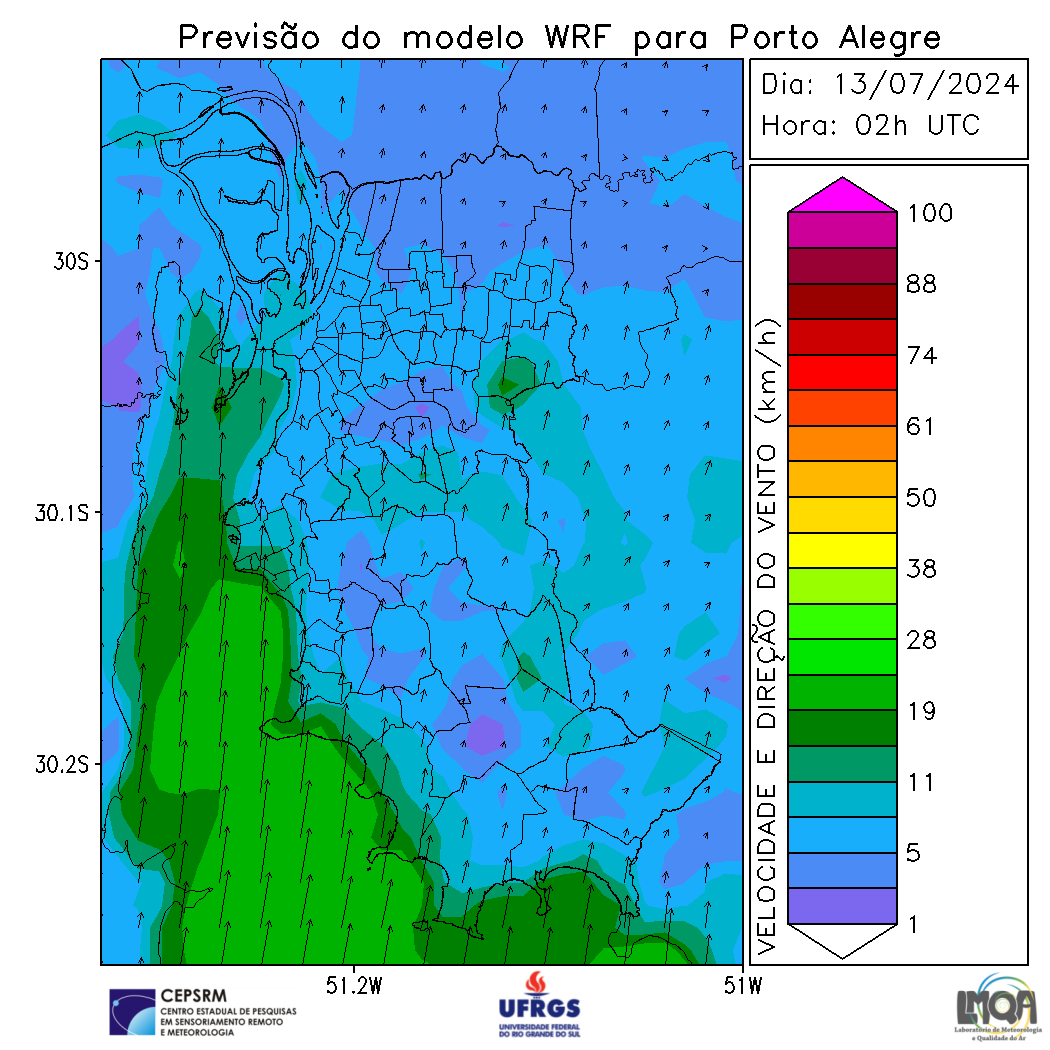 Previsão do modelo WRF para Porto Alegre
Dia: 13/07/2024
Hora: 02h UTC
30S
30.1S
30.2S
51.2W
51W
VELOCIDADE E DIREÇÃO DO VENTO (km/h)
100
88
74
61
50
38
28
19
11
5
1
CEPSRM
CENTRO ESTADUAL DE PESQUISAS
EM SENSORIAMENTO REMOTO
E METEOROLOGIA
UFRGS
UNIVERSIDADE FEDERAL
DO RIO GRANDE DO SUL
LMQA
Laboratório de Meteorologia
e Qualidade do Ar